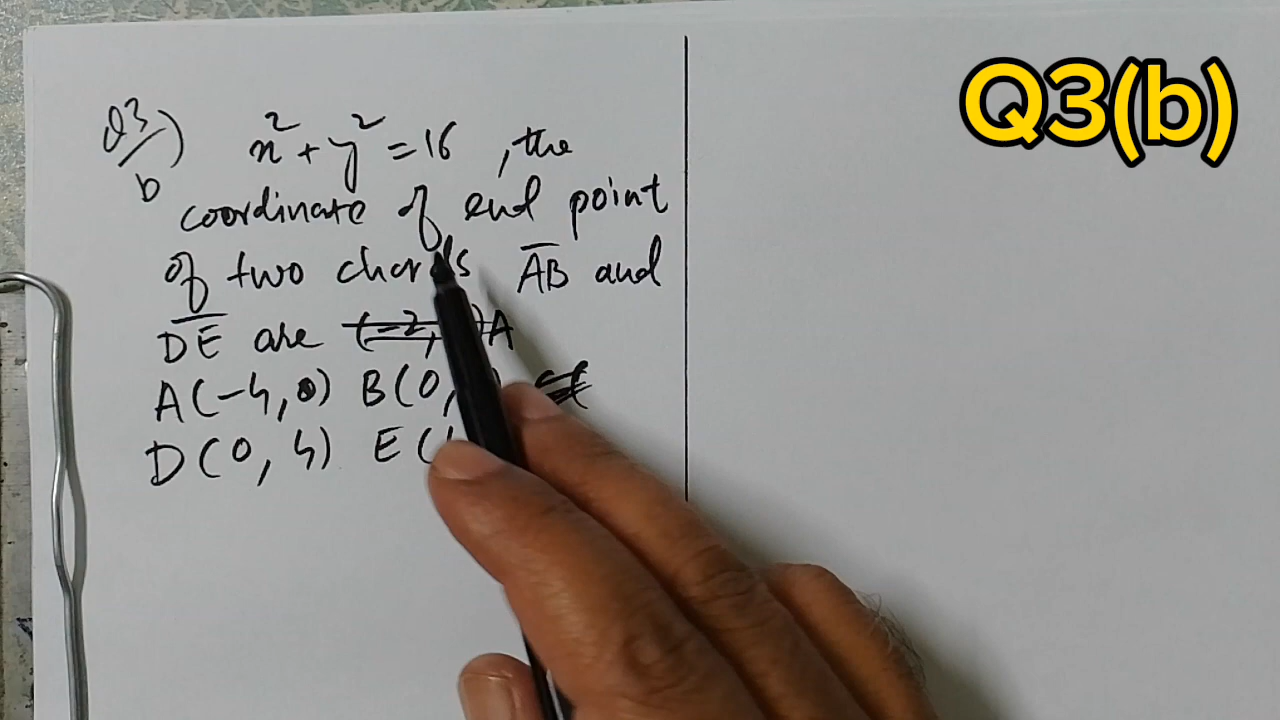 Q3(b)
Q3/b) x²+y²=16, the
coordinate of end point
of two chords AB and
DE are A
A(-4,0) B(0,
D(0,4) E(